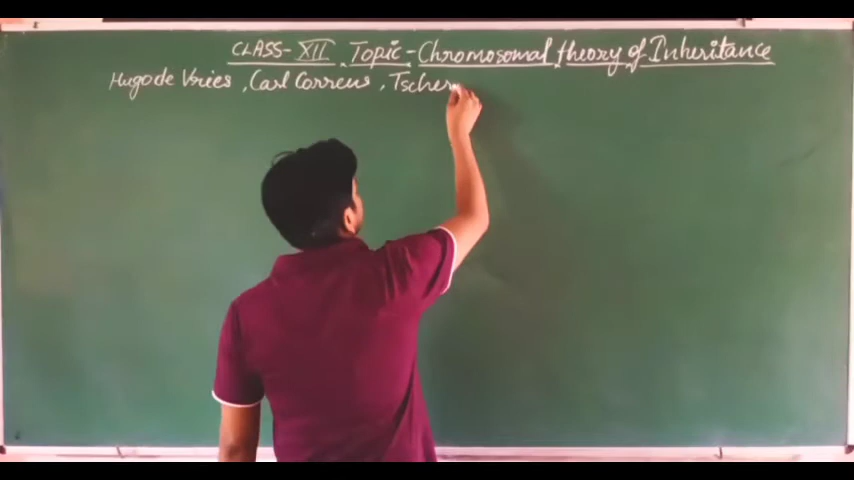 CLASS-XII. Topic-Chromosomal theory of Inheritance
Hugo de Vries, Carl Correns, Tscher